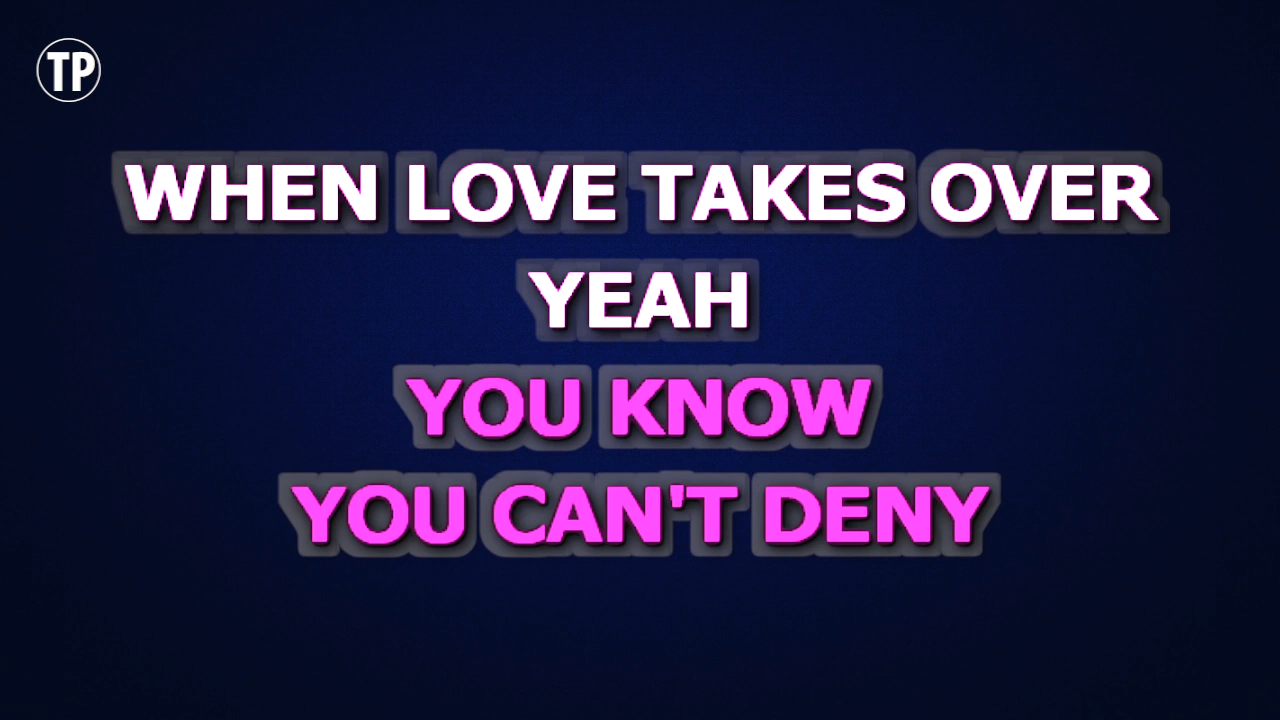 TP
WHEN LOVE TAKES OVER
YEAH
YOU KNOW
YOU CAN'T DENY